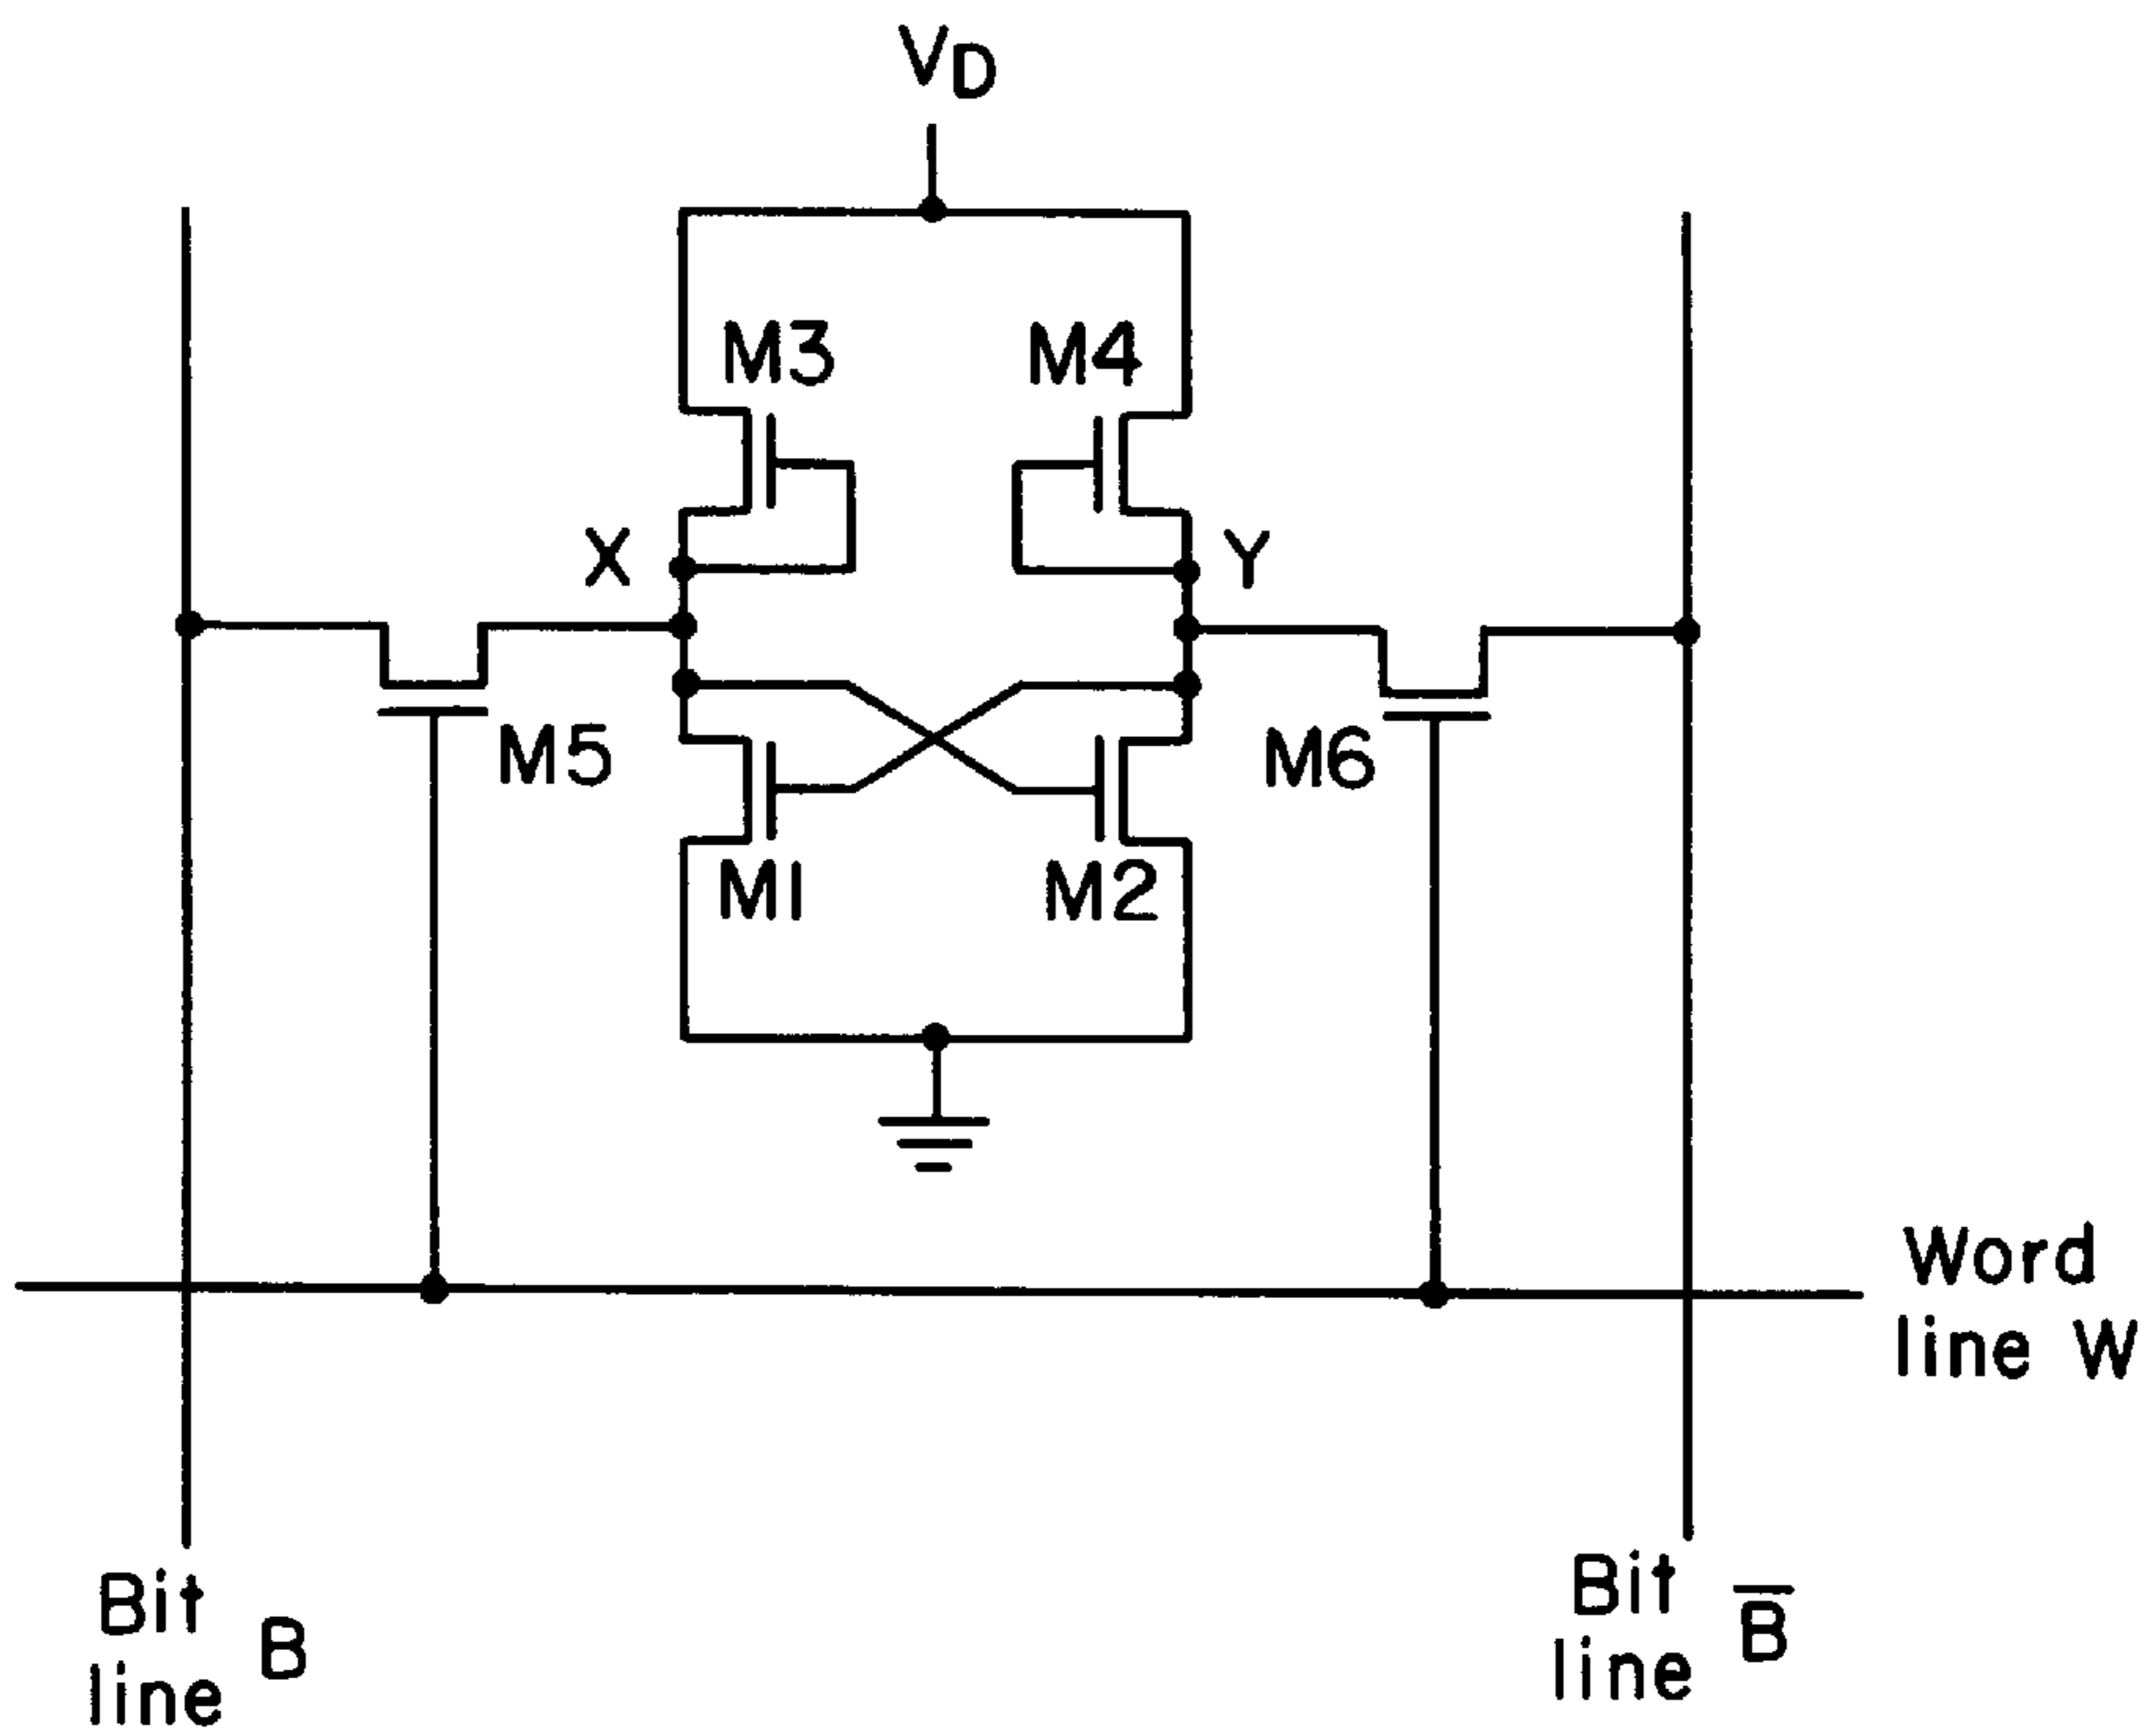 VD
M3
M4
X
Y
M5
M6
M1
M2
Word
line W
Bit
line B
Bit
line B̅